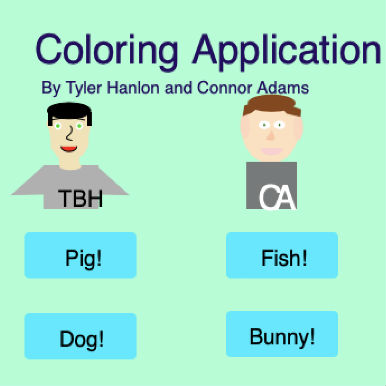 Coloring Application
By Tyler Hanlon and Connor Adams
TBH
CA
Pig!
Fish!
Dog!
Bunny!